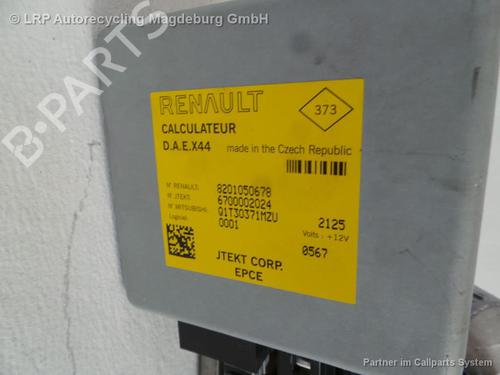 © LRP Autorecycling Magdeburg GmbH
B-Parts
RENAULT
373
CALCULATEUR
D.A.E.X44 made in the Czech Republic
N° RENAULT: 8201050678
N° JTEKT: 6700002024
N° MITSUBISHI: Q1T30371MZU 2125
Logiciel: 0001 Volts: +12V
0567
JTEKT CORP.
EPCE
Partner im Callparts System